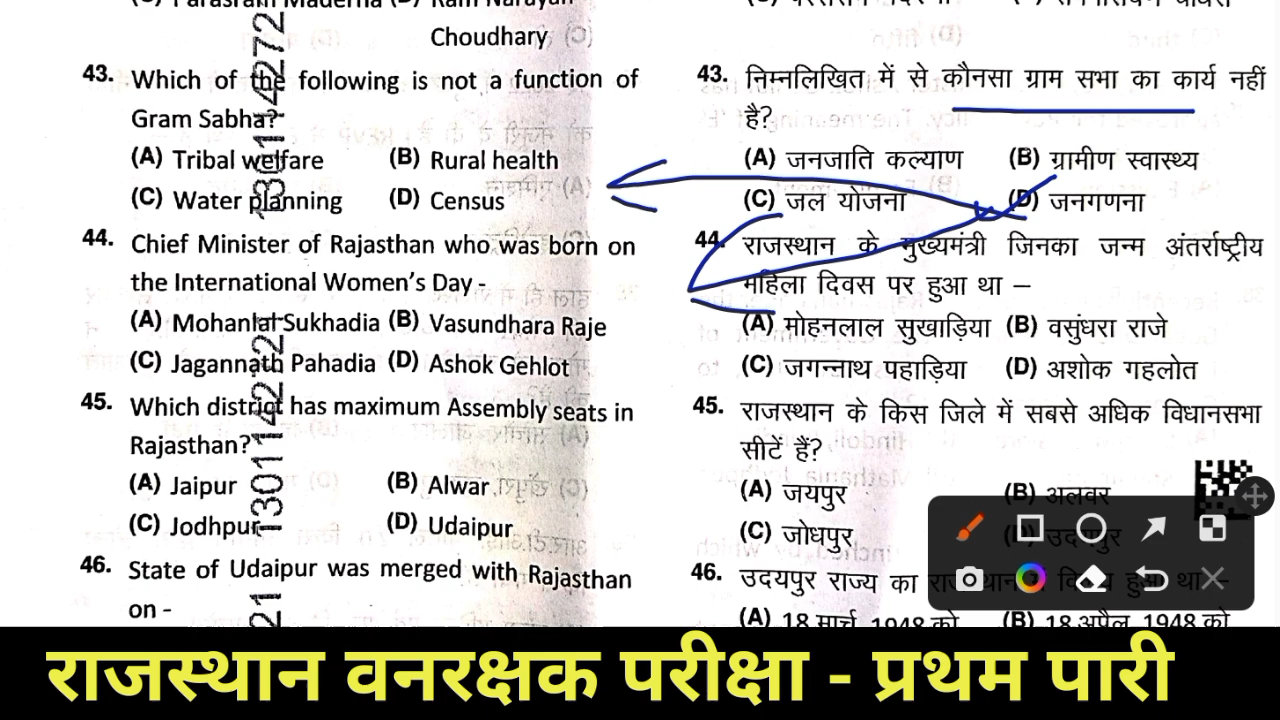 (C) Parasram Maderna (D) Ram Narayan
Choudhary
43. Which of the following is not a function of
Gram Sabha?
(A) Tribal welfare (B) Rural health
(C) Water planning (D) Census
44. Chief Minister of Rajasthan who was born on
the International Women's Day -
(A) Mohanlal Sukhadia (B) Vasundhara Raje
(C) Jagannath Pahadia (D) Ashok Gehlot
45. Which district has maximum Assembly seats in
Rajasthan?
(A) Jaipur (B) Alwar
(C) Jodhpur (D) Udaipur
46. State of Udaipur was merged with Rajasthan
on -
43. निम्नलिखित में से कौनसा ग्राम सभा का कार्य नहीं
है?
(A) जनजाति कल्याण (B) ग्रामीण स्वास्थ्य
(C) जल योजना (D) जनगणना
44. राजस्थान के मुख्यमंत्री जिनका जन्म अंतर्राष्ट्रीय
महिला दिवस पर हुआ था –
(A) मोहनलाल सुखाड़िया (B) वसुंधरा राजे
(C) जगन्नाथ पहाड़िया (D) अशोक गहलोत
45. राजस्थान के किस जिले में सबसे अधिक विधानसभा
सीटें हैं?
(A) जयपुर (B) अलवर
(C) जोधपुर (D) उदयपुर
46. उदयपुर राज्य का हुआ था –
(A) 18 मार्च, 1948 को (B) 18 अप्रैल, 1948 को
राजस्थान वनरक्षक परीक्षा - प्रथम पारी